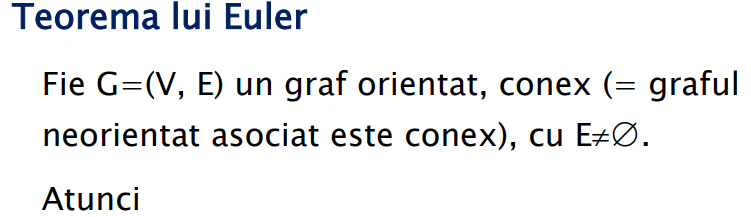 Teorema lui Euler
Fie G=(V, E) un graf orientat, conex (= graful
neorientat asociat este conex), cu E≠∅.
Atunci